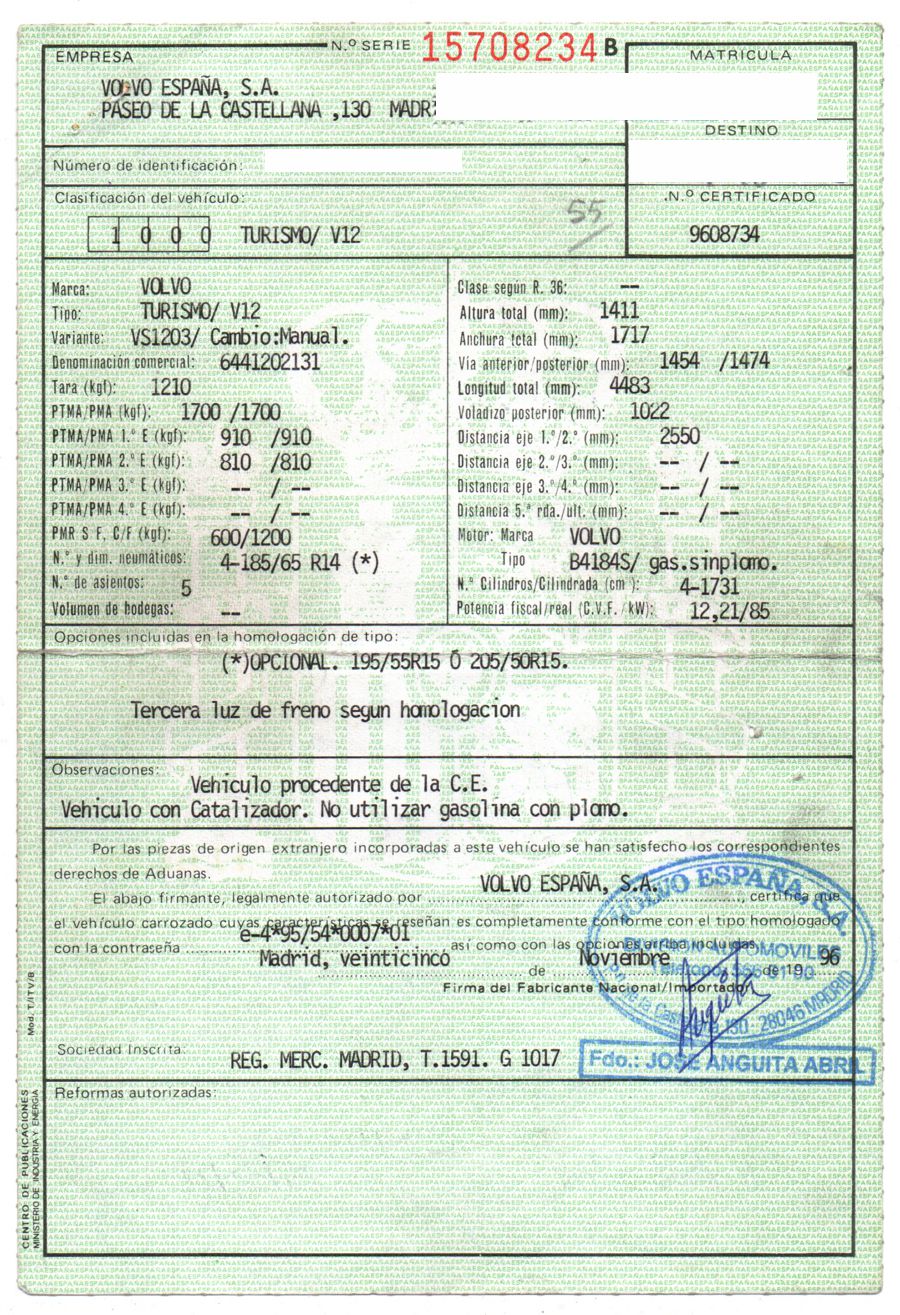 N.º SERIE 15708234 B
EMPRESA
VOLVO ESPAÑA, S.A.
PASEO DE LA CASTELLANA ,130 MADRI
MATRICULA
DESTINO
Número de identificación:
Clasificación del vehículo:
55
1 0 0 0 TURISMO/ V12
N.º CERTIFICADO
9608734
Marca: VOLVO
Tipo: TURISMO/ V12
Variante: VS1203/ Cambio:Manual.
Denominación comercial: 6441202131
Tara (kgf): 1210
PTMA/PMA (kgf): 1700 /1700
PTMA/PMA 1.º E (kgf): 910 /910
PTMA/PMA 2.º E (kgf): 810 /810
PTMA/PMA 3.º E (kgf): -- / --
PTMA/PMA 4.º E (kgf): -- / --
PMR S F, C/F (kgf): 600/1200
N.º y dim. neumáticos: 4-185/65 R14 (*)
N.º de asientos: 5
Volumen de bodegas: --
Clase según R. 36: --
Altura total (mm): 1411
Anchura total (mm): 1717
Vía anterior/posterior (mm): 1454 /1474
Longitud total (mm): 4483
Voladizo posterior (mm): 1022
Distancia eje 1.º/2.º (mm): 2550
Distancia eje 2.º/3.º (mm): -- / --
Distancia eje 3.º/4.º (mm): -- / --
Distancia 5.ª rda./ult. (mm): -- / --
Motor: Marca VOLVO
Tipo B4184S/ gas.sinplomo.
N.º Cilindros/Cilindrada (cm ): 4-1731
Potencia fiscal/real (C.V.F. /kW): 12,21/85
Opciones incluidas en la homologación de tipo:
(*)OPCIONAL. 195/55R15 Ó 205/50R15.
Tercera luz de freno segun homologacion
Observaciones:
Vehículo procedente de la C.E.
Vehiculo con Catalizador. No utilizar gasolina con plomo.
Por las piezas de origen extranjero incorporadas a este vehículo se han satisfecho los correspondientes
derechos de Aduanas.
El abajo firmante, legalmente autorizado por VOLVO ESPAÑA, S.A., certifica que
el vehículo carrozado cuyas características se reseñan es completamente conforme con el tipo homologado
con la contraseña e-4*95/54*0007*01 así como con las opciones arriba incluidas.
Madrid, veinticinco de Noviembre de 19 96
Firma del Fabricante Nacional/Importador
VOLVO ESPAÑA, S.A.
AUTOMOVILES
28046 MADRID
Fdo.: JOSE ANGUITA ABRIL
Sociedad Inscrita: REG. MERC. MADRID, T.1591. G 1017
Reformas autorizadas:
Mod. T/ITV/B
CENTRO DE PUBLICACIONES
MINISTERIO DE INDUSTRIA Y ENERGIA